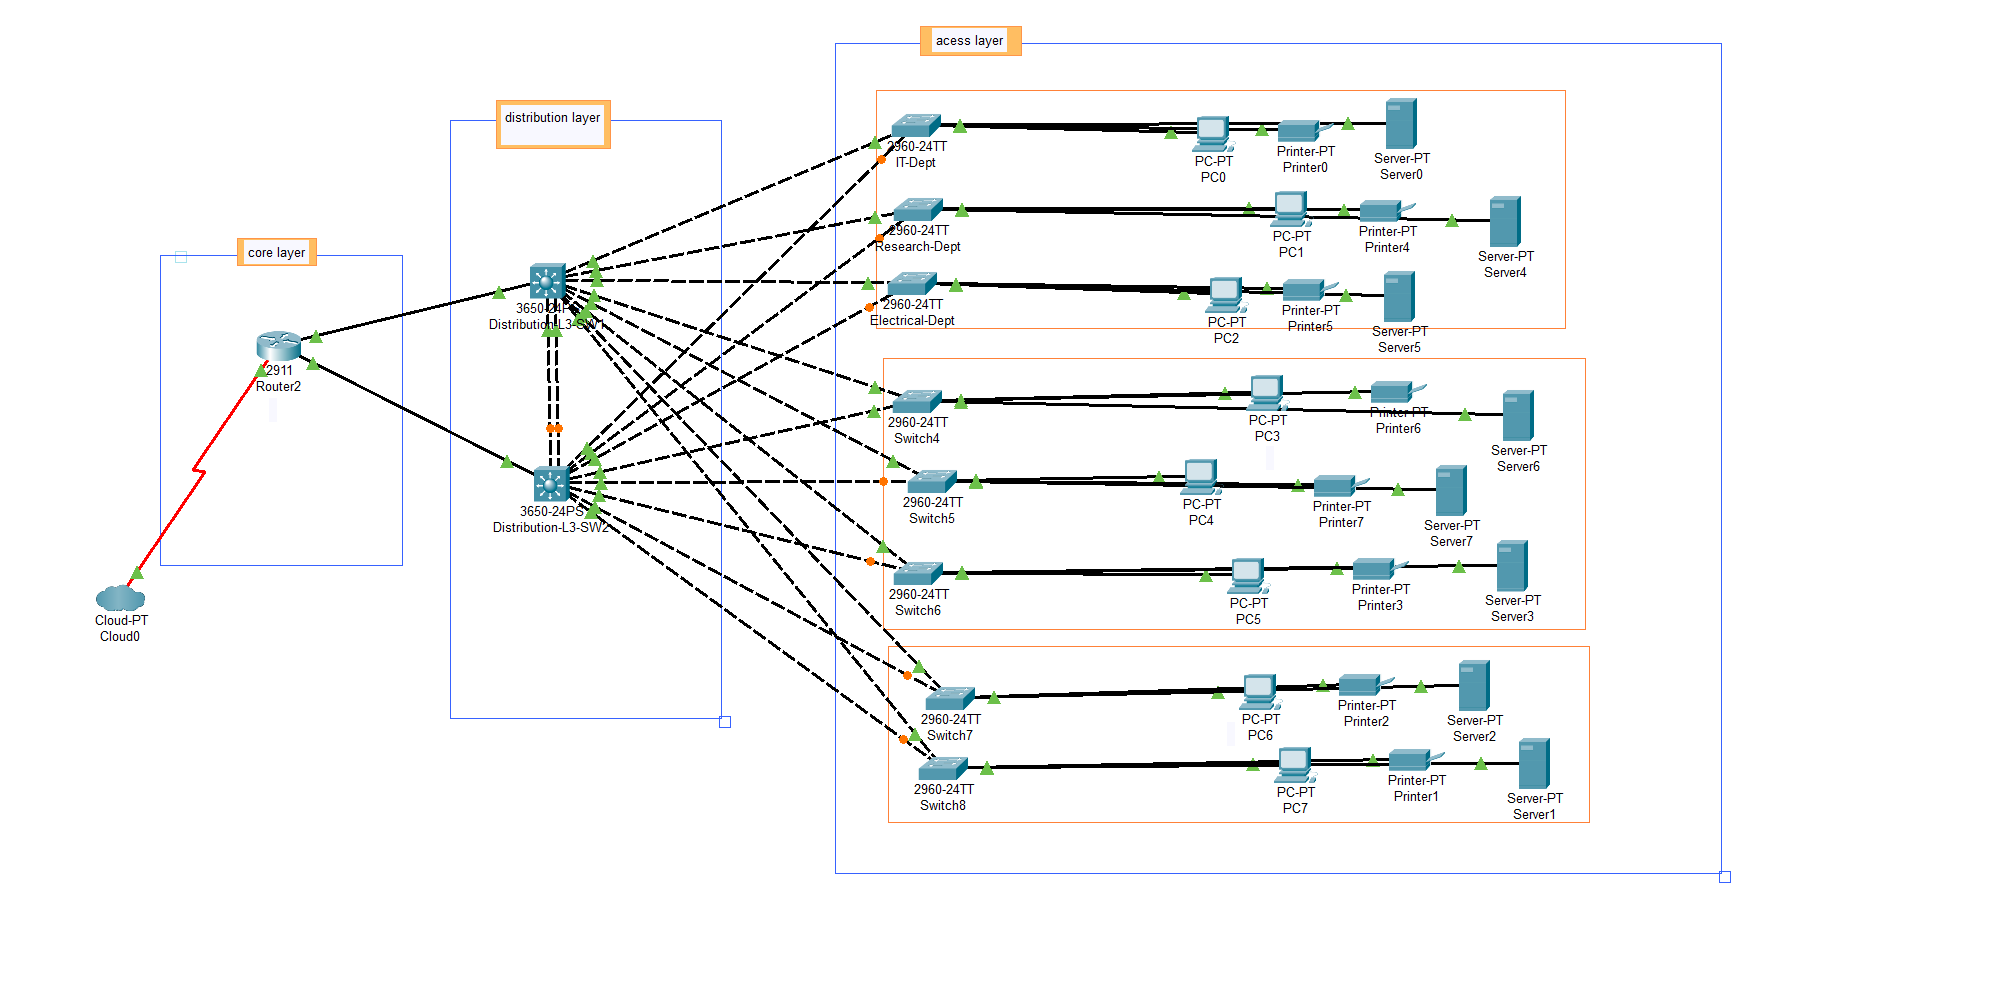 acess layer
distribution layer
core layer
2960-24TT
IT-Dept
PC-PT
PC0
Printer-PT
Printer0
Server-PT
Server0
2960-24TT
Research-Dept
PC-PT
PC1
Printer-PT
Printer4
Server-PT
Server4
2960-24TT
Electrical-Dept
PC-PT
PC2
Printer-PT
Printer5
Server-PT
Server5
3650-24PS
Distribution-L3-SW1
2911
Router2
2960-24TT
Switch4
PC-PT
PC3
Printer-PT
Printer6
Server-PT
Server6
3650-24PS
Distribution-L3-SW2
2960-24TT
Switch5
PC-PT
PC4
Printer-PT
Printer7
Server-PT
Server7
2960-24TT
Switch6
PC-PT
PC5
Printer-PT
Printer3
Server-PT
Server3
Cloud-PT
Cloud0
2960-24TT
Switch7
PC-PT
PC6
Printer-PT
Printer2
Server-PT
Server2
2960-24TT
Switch8
PC-PT
PC7
Printer-PT
Printer1
Server-PT
Server1